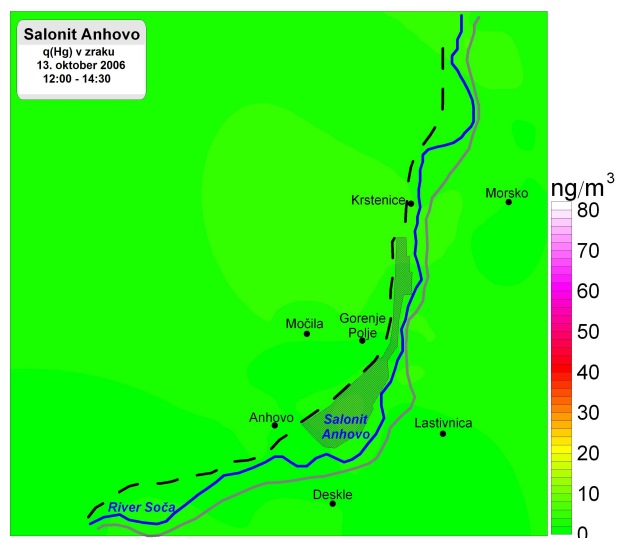 Salonit Anhovo
q(Hg) v zraku
13. oktober 2006
12:00 - 14:30
ng/m³
80
70
60
50
40
30
20
10
0
Krstenice
Morsko
Močila
Gorenje
Polje
Anhovo
Salonit
Anhovo
Lastivnica
Deskle
River Soča